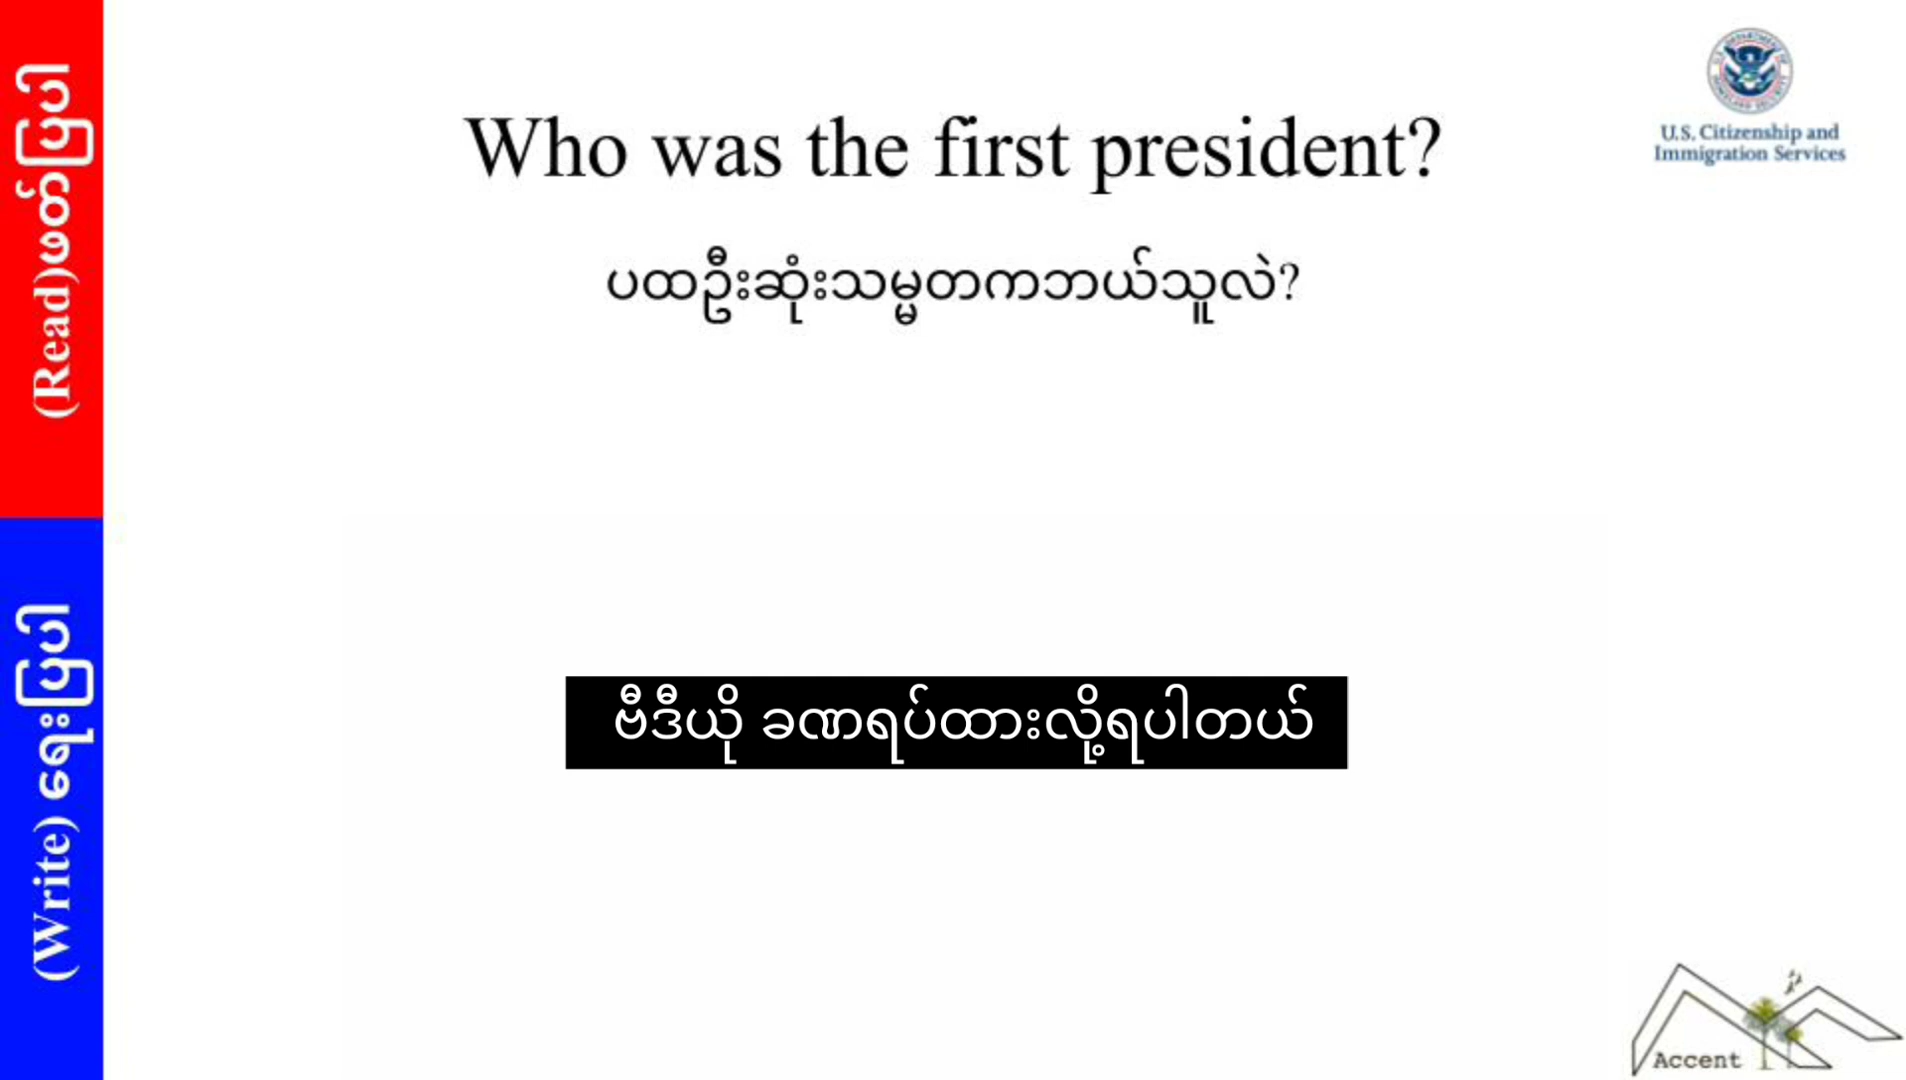 (Read)ဖတ်ပြပါ
Who was the first president?
ပထဦးဆုံးသမ္မတကဘယ်သူလဲ?
U.S. Citizenship and
Immigration Services
(Write) ရေးပြပါ
ဗီဒီယို ခဏရပ်ထားလို့ရပါတယ်
Accent